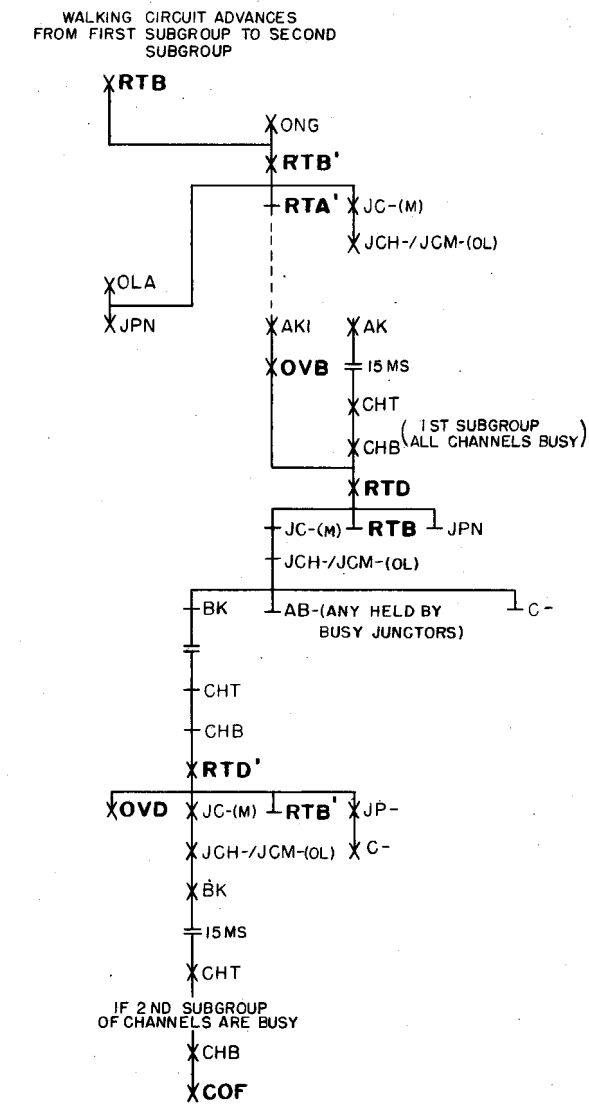 WALKING CIRCUIT ADVANCES
FROM FIRST SUBGROUP TO SECOND
SUBGROUP
RTB
ONG
RTB'
RTA'
JC-(M)
JCH-/JCM-(OL)
OLA
JPN
AK1
AK
OVB
15 MS
CHT
CHB
(1ST SUBGROUP
ALL CHANNELS BUSY)
RTD
JC-(M)
RTB
JPN
JCH-/JCM-(OL)
BK
AB-(ANY HELD BY
BUSY JUNCTORS)
C-
CHT
CHB
RTD'
OVD
JC-(M)
RTB'
JP-
JCH-/JCM-(OL)
C-
BK
15 MS
CHT
IF 2ND SUBGROUP
OF CHANNELS ARE BUSY
CHB
COF